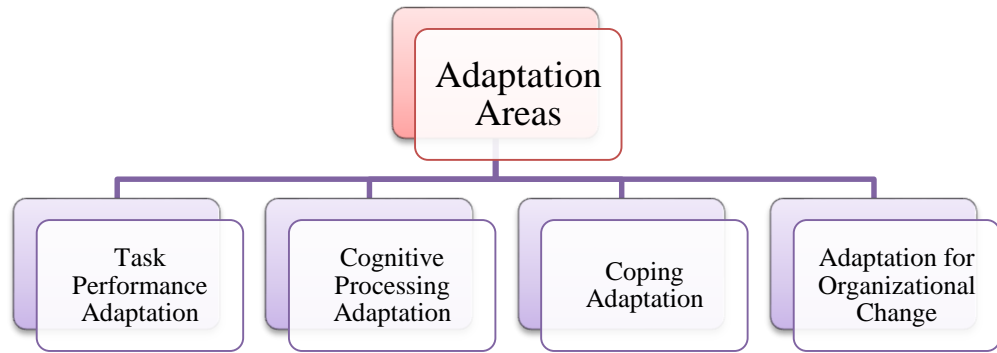 Adaptation
Areas
Task
Performance
Adaptation
Cognitive
Processing
Adaptation
Coping
Adaptation
Adaptation for
Organizational
Change